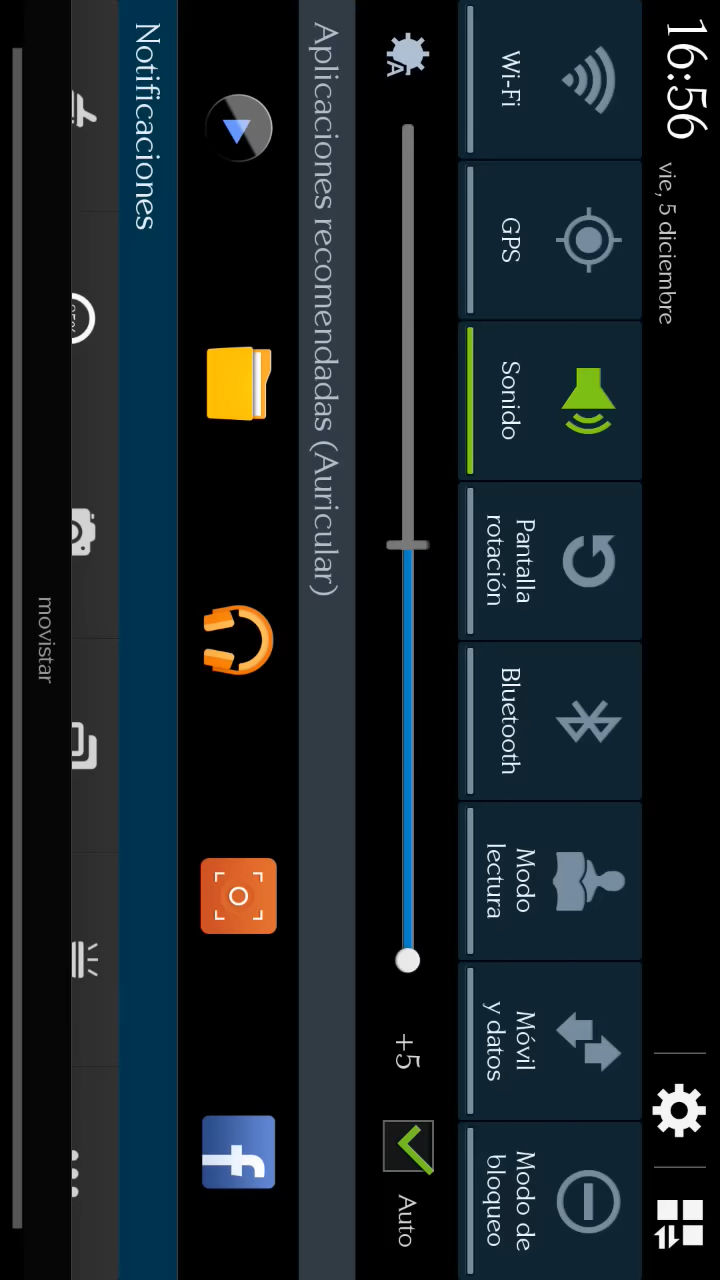 16:56 vie, 5 diciembre
Wi-Fi
GPS
Sonido
Pantalla
rotación
Bluetooth
Modo
lectura
Móvil
y datos
Modo de
bloqueo
A
+5
Auto
Aplicaciones recomendadas (Auricular)
Notificaciones
movistar